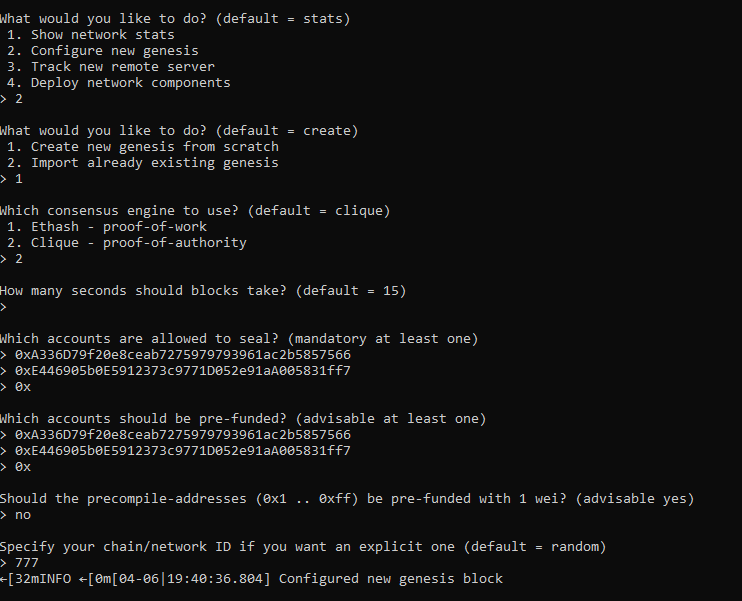 What would you like to do? (default = stats)
1. Show network stats
2. Configure new genesis
3. Track new remote server
4. Deploy network components
> 2
What would you like to do? (default = create)
1. Create new genesis from scratch
2. Import already existing genesis
> 1
Which consensus engine to use? (default = clique)
1. Ethash - proof-of-work
2. Clique - proof-of-authority
> 2
How many seconds should blocks take? (default = 15)
>
Which accounts are allowed to seal? (mandatory at least one)
> 0xA336D79f20e8ceab7275979793961ac2b5857566
> 0xE446905b0E5912373c9771D052e91aA005831ff7
> 0x
Which accounts should be pre-funded? (advisable at least one)
> 0xA336D79f20e8ceab7275979793961ac2b5857566
> 0xE446905b0E5912373c9771D052e91aA005831ff7
> 0x
Should the precompile-addresses (0x1 .. 0xff) be pre-funded with 1 wei? (advisable yes)
> no
Specify your chain/network ID if you want an explicit one (default = random)
> 777
←[32mINFO ←[0m[04-06|19:40:36.804] Configured new genesis block